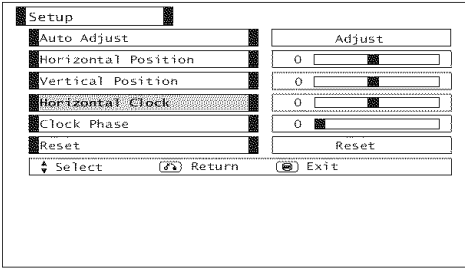 Setup
Auto Adjust Adjust
Horizontal Position 0
Vertical Position 0
Horizontal Clock 0
Clock Phase 0
Reset Reset
Select Return Exit